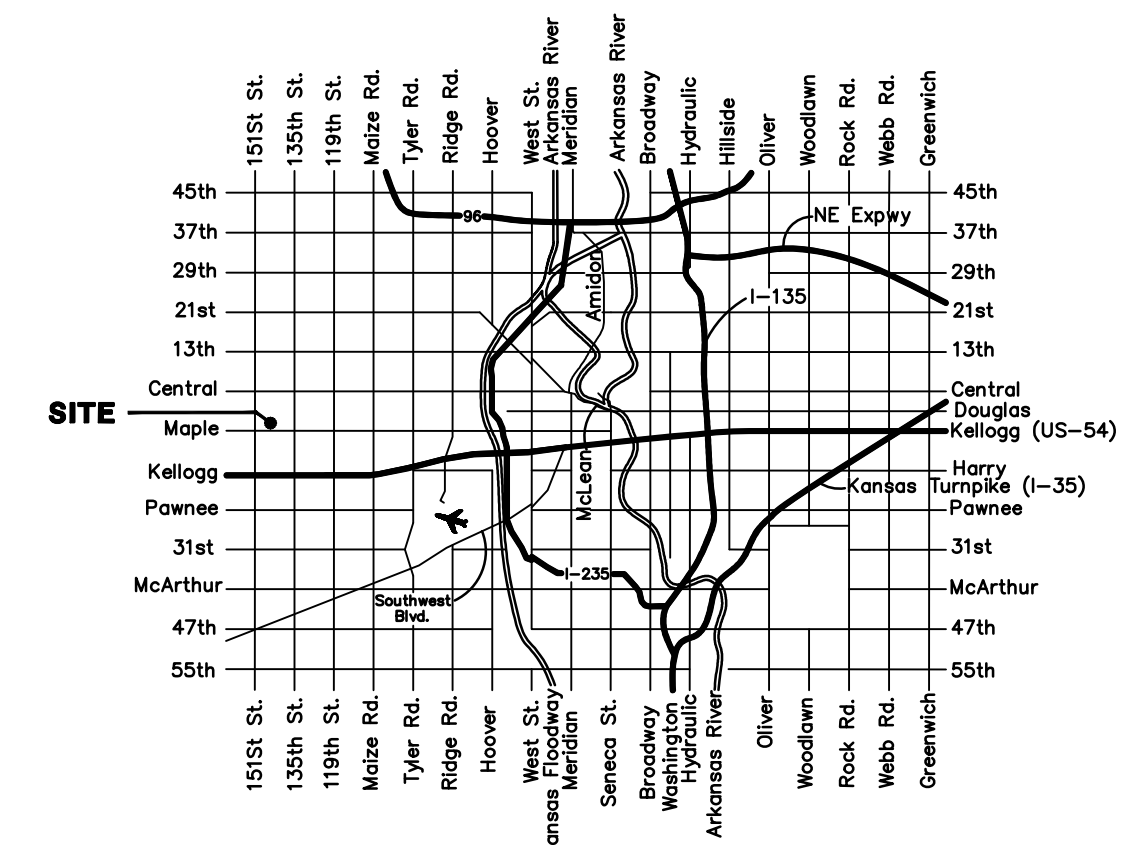 151St St.
135th St.
119th St.
Maize Rd.
Tyler Rd.
Ridge Rd.
Hoover
West St.
Arkansas River
Meridian
Arkansas River
Broadway
Hydraulic
Hillside
Oliver
Woodlawn
Rock Rd.
Webb Rd.
Greenwich
45th
45th
96
NE Expwy
37th
37th
29th
29th
Amidon
I-135
21st
21st
13th
13th
Central
Central
SITE
Douglas
Maple
Kellogg (US-54)
Kellogg
Harry
McLean
Kansas Turnpike (I-35)
Pawnee
Pawnee
31st
31st
I-235
McArthur
McArthur
Southwest
Blvd.
47th
47th
55th
55th
151St St.
135th St.
119th St.
Maize Rd.
Tyler Rd.
Ridge Rd.
Hoover
West St.
ansas Floodway
Meridian
Seneca St.
Broadway
Washington
Hydraulic
Arkansas River
Oliver
Woodlawn
Rock Rd.
Webb Rd.
Greenwich